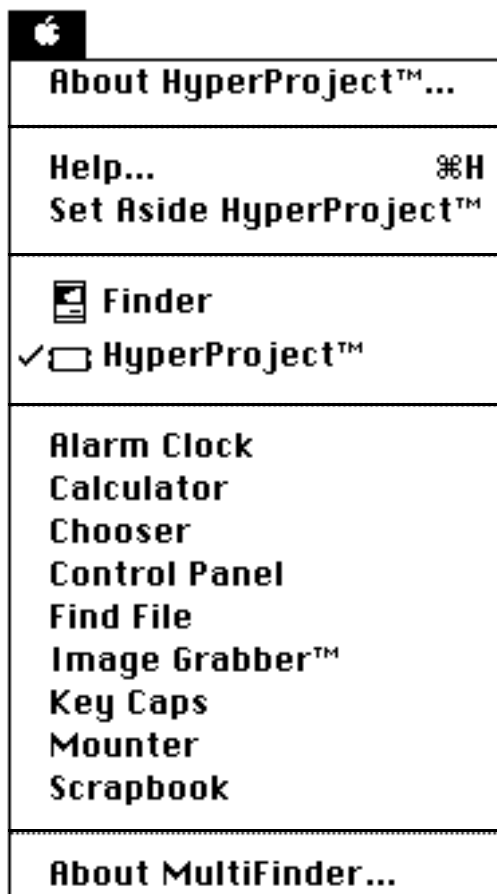 About HyperProject™...
Help... ⌘H
Set Aside HyperProject™
Finder
HyperProject™
Alarm Clock
Calculator
Chooser
Control Panel
Find File
Image Grabber™
Key Caps
Mounter
Scrapbook
About MultiFinder...